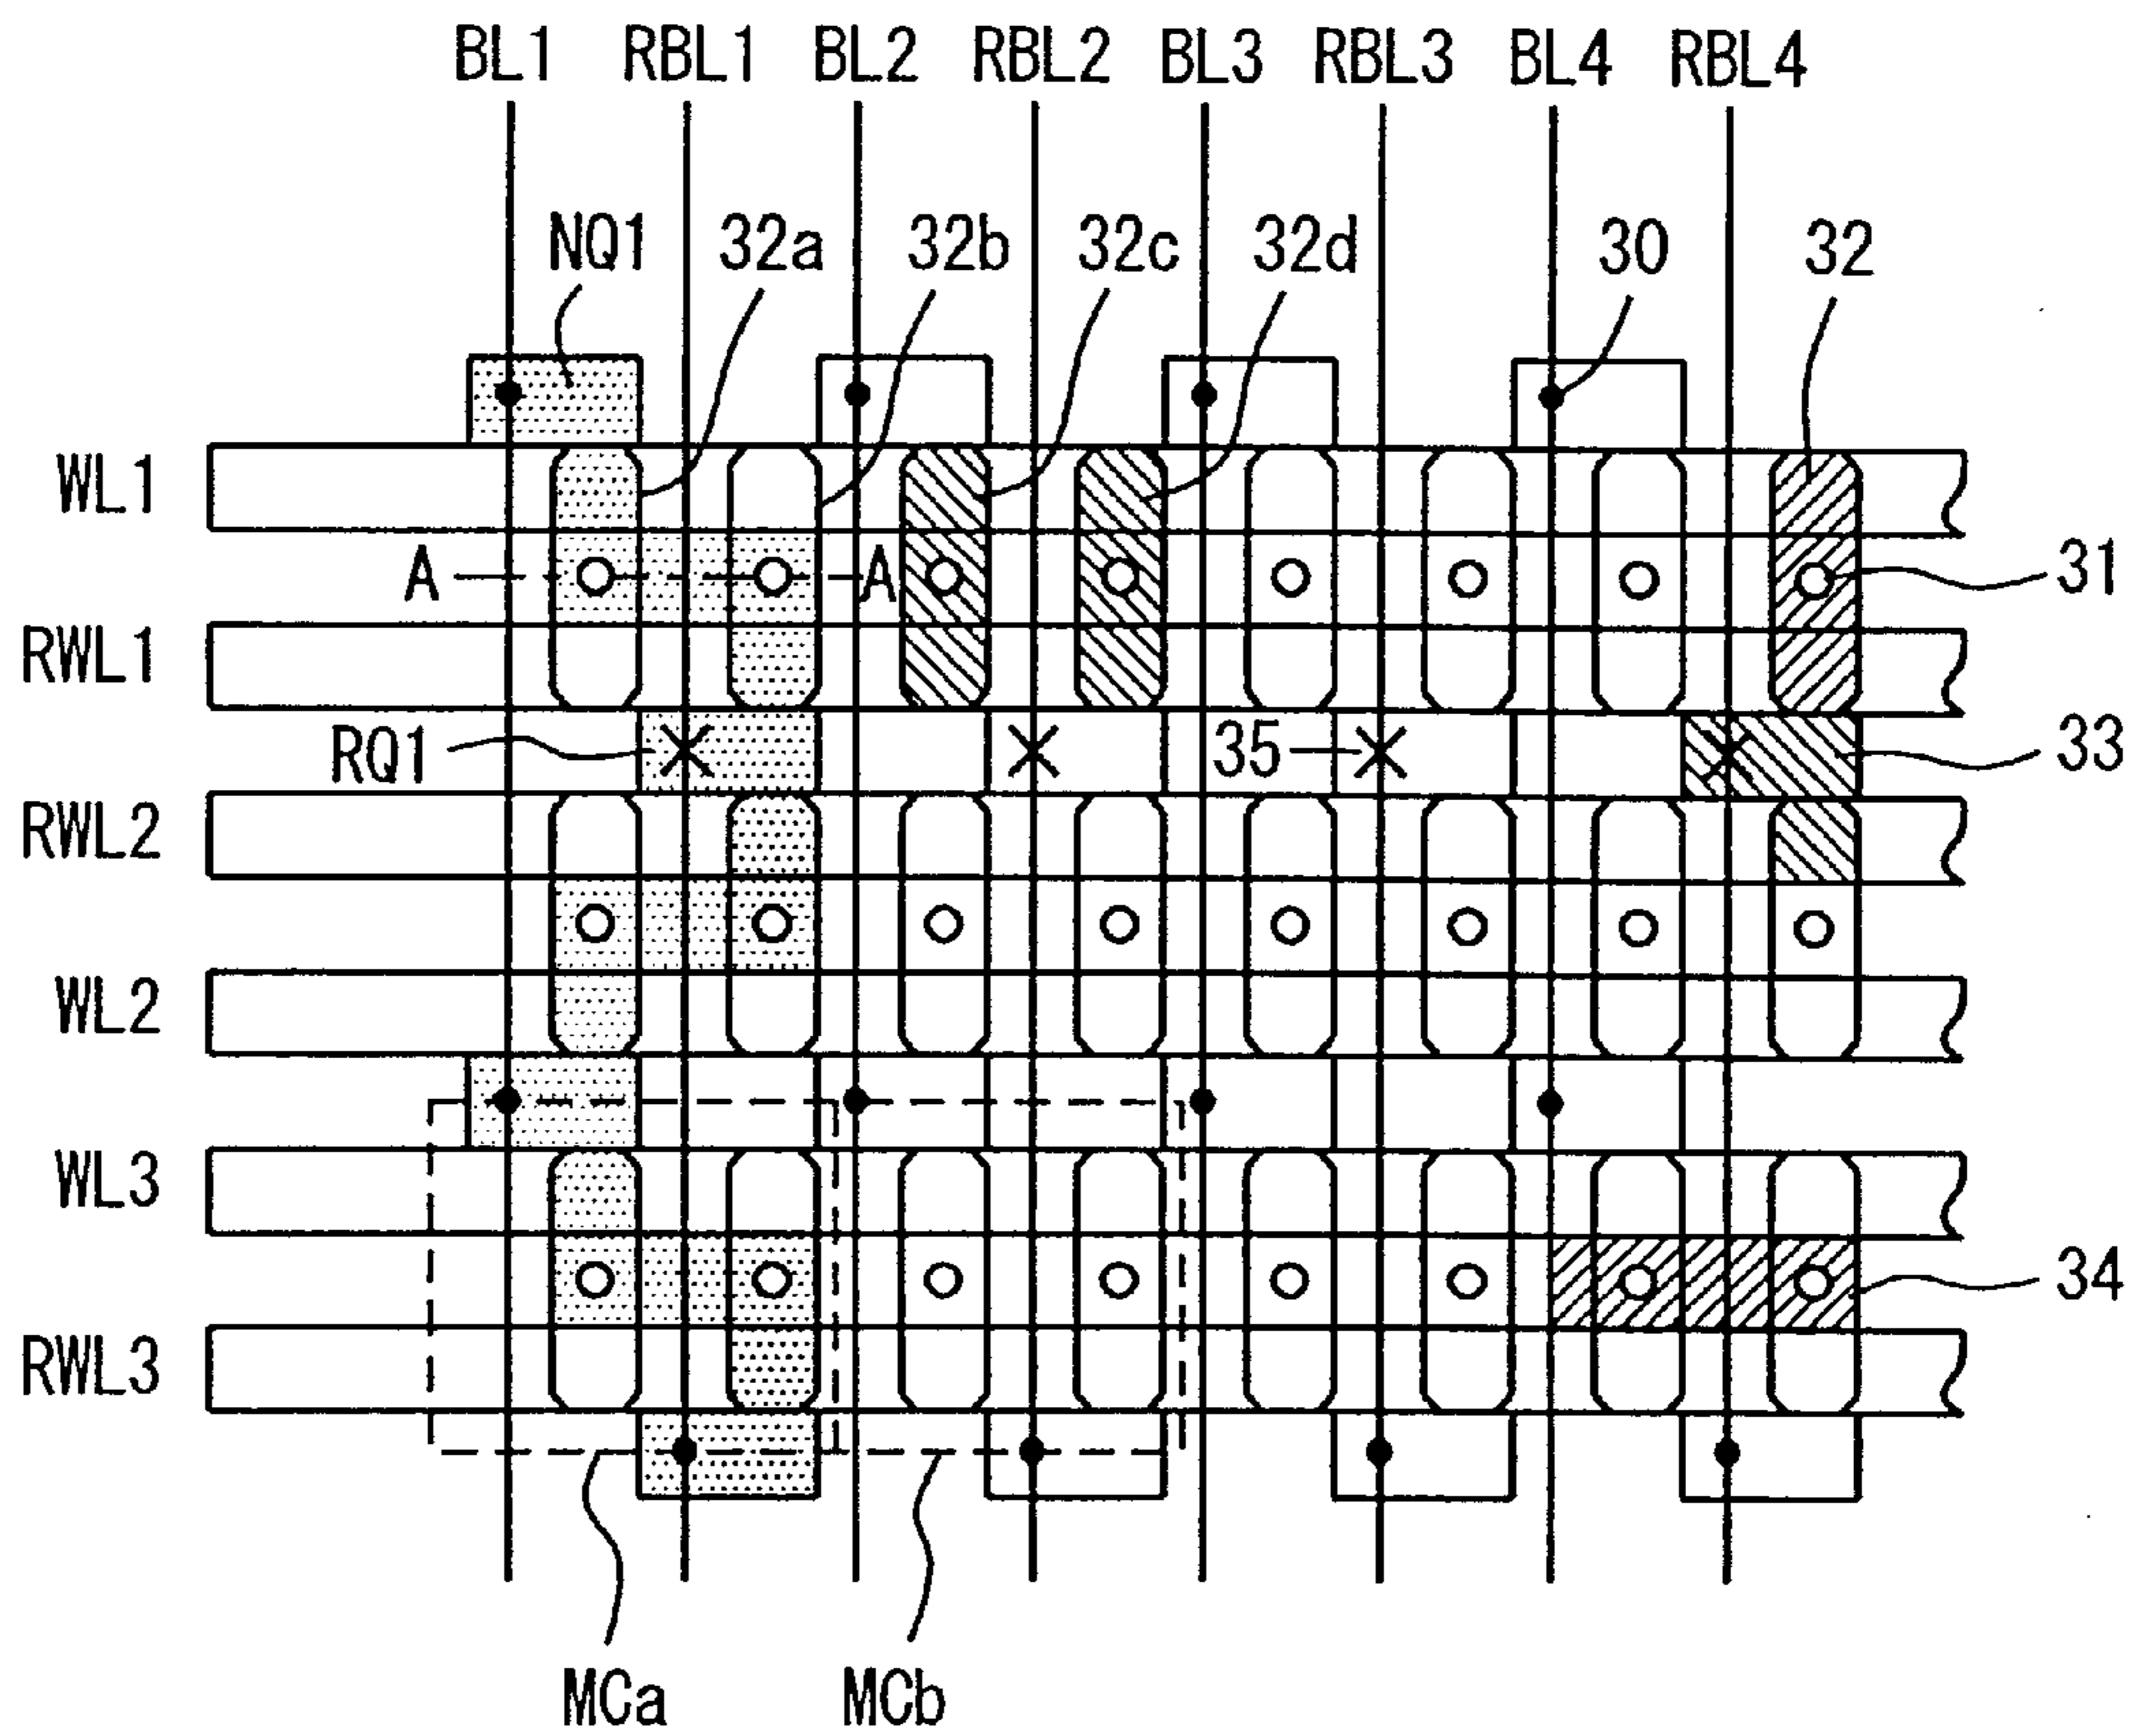 BL1 RBL1 BL2 RBL2 BL3 RBL3 BL4 RBL4
NQ1 32a 32b 32c 32d 30 32
WL1
A A 31
RWL1
RQ1 35 33
RWL2
WL2
WL3
34
RWL3
MCa MCb